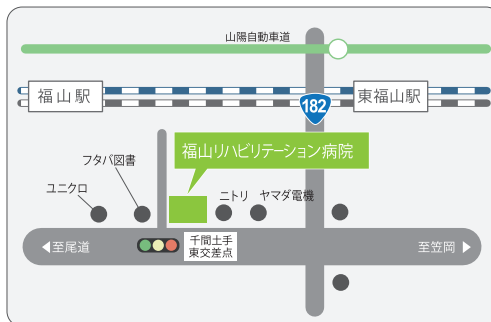 山陽自動車道
福山駅
東福山駅
182
福山リハビリテーション病院
フタバ図書
ユニクロ
ニトリ
ヤマダ電機
◀至尾道
千間土手
東交差点
至笠岡▶